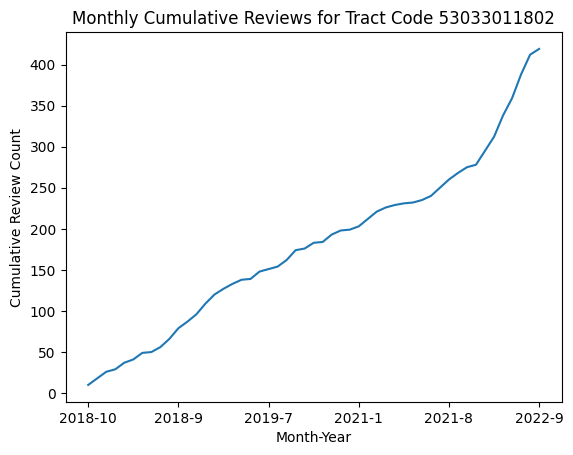 Monthly Cumulative Reviews for Tract Code 53033011802
Cumulative Review Count
400
350
300
250
200
150
100
50
0
2018-10 2018-9 2019-7 2021-1 2021-8 2022-9
Month-Year